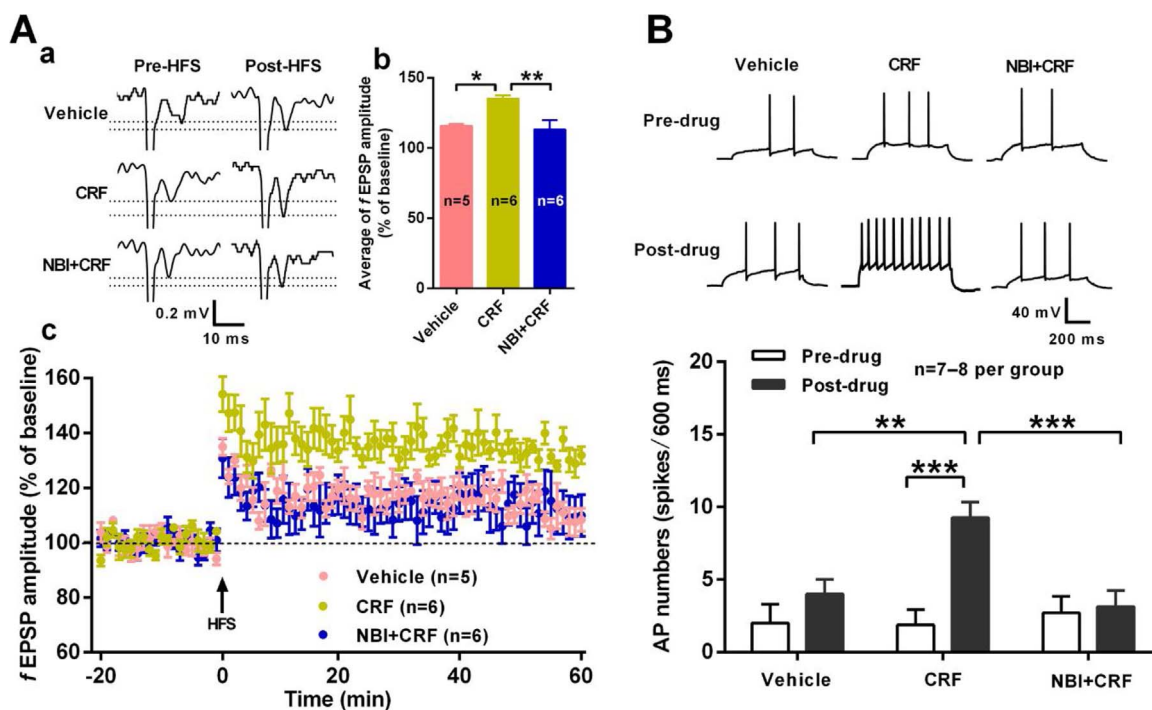 A
a
Pre-HFS Post-HFS
Vehicle
CRF
NBI+CRF
0.2 mV
10 ms
b
* **
Average of f EPSP amplitude
(% of baseline)
150
100
50
0
n=5 n=6 n=6
Vehicle CRF NBI+CRF
c
f EPSP amplitude (% of baseline)
160
140
120
100
80
60
HFS
Vehicle (n=5)
CRF (n=6)
NBI+CRF (n=6)
-20 0 20 40 60
Time (min)
B
Vehicle CRF NBI+CRF
Pre-drug
Post-drug
40 mV
200 ms
AP numbers (spikes/ 600 ms)
20
15
10
5
0
Pre-drug
Post-drug
n=7–8 per group
** ***
***
Vehicle CRF NBI+CRF